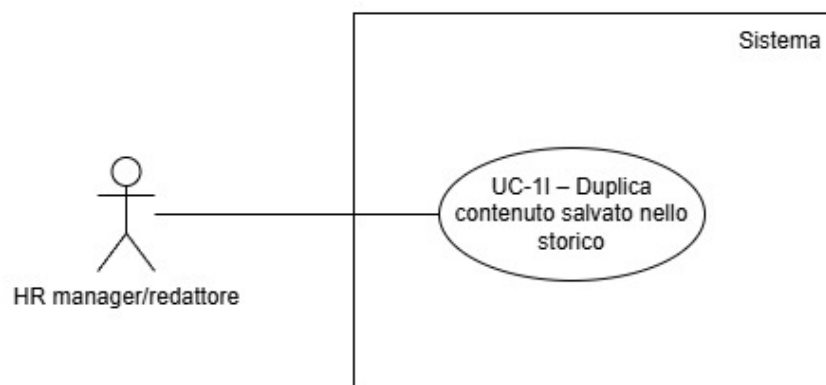 Sistema
UC-1I – Duplica
contenuto salvato nello
storico
HR manager/redattore